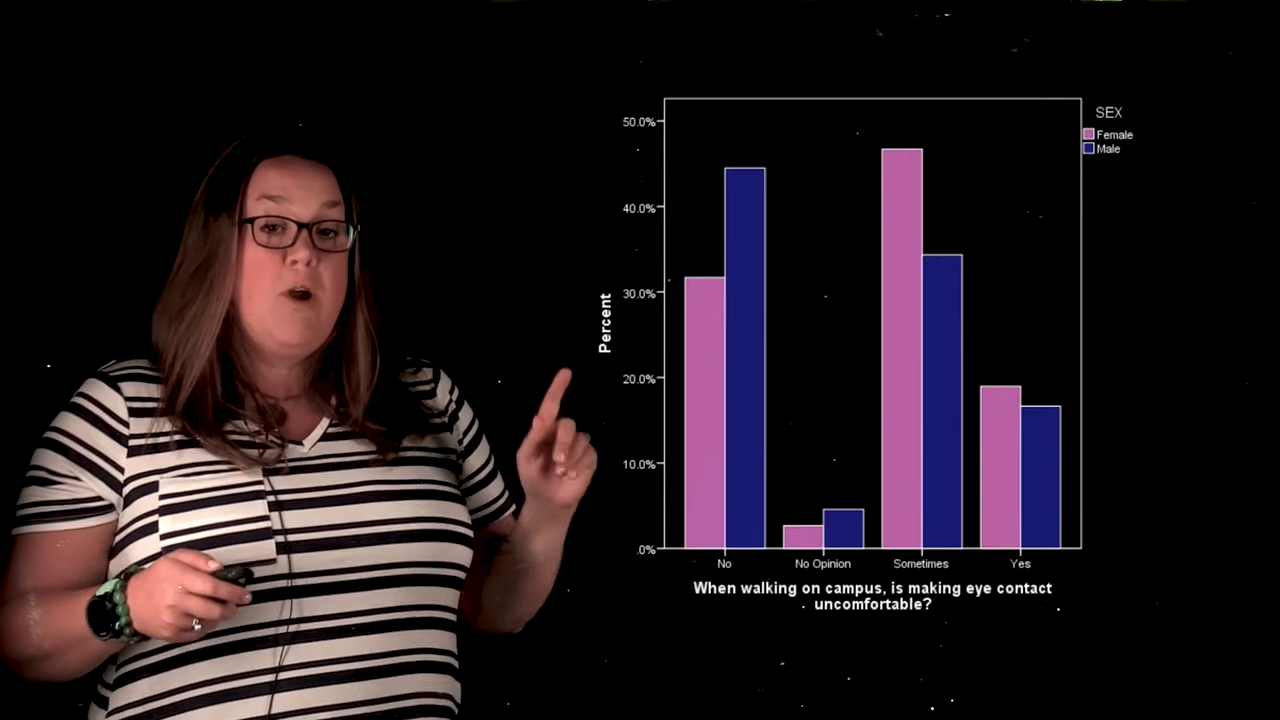 SEX
Female
Male
50.0%
40.0%
30.0%
20.0%
10.0%
.0%
Percent
No
No Opinion
Sometimes
Yes
When walking on campus, is making eye contact
uncomfortable?